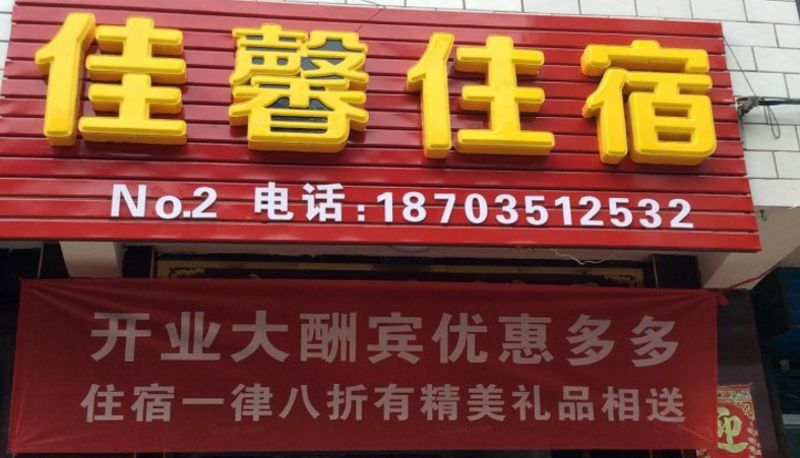 佳馨住宿
No.2 电话:18703512532
开业大酬宾优惠多多
住宿一律八折有精美礼品相送
迎